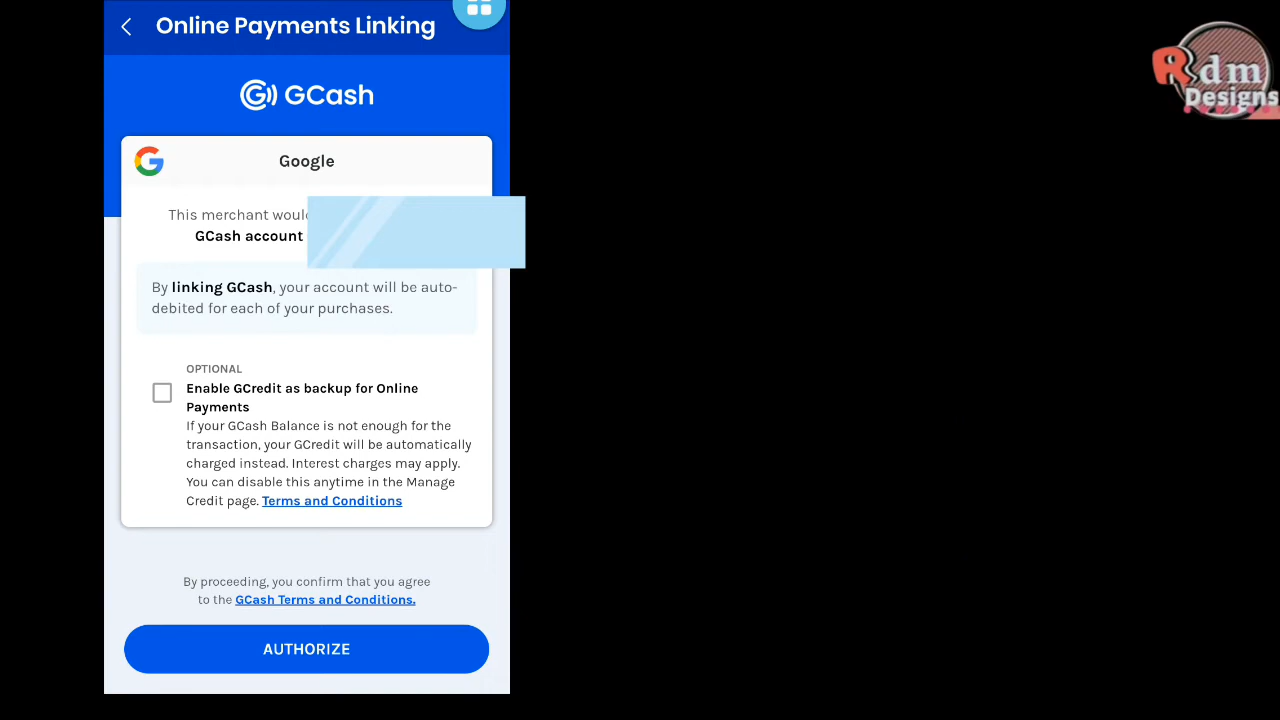 Online Payments Linking
GCash
Google
This merchant
GCash account
By linking GCash, your account will be auto-
debited for each of your purchases.
OPTIONAL
Enable GCredit as backup for Online
Payments
If your GCash Balance is not enough for the
transaction, your GCredit will be automatically
charged instead. Interest charges may apply.
You can disable this anytime in the Manage
Credit page. Terms and Conditions
By proceeding, you confirm that you agree
to the GCash Terms and Conditions.
AUTHORIZE
Rdm
Designs